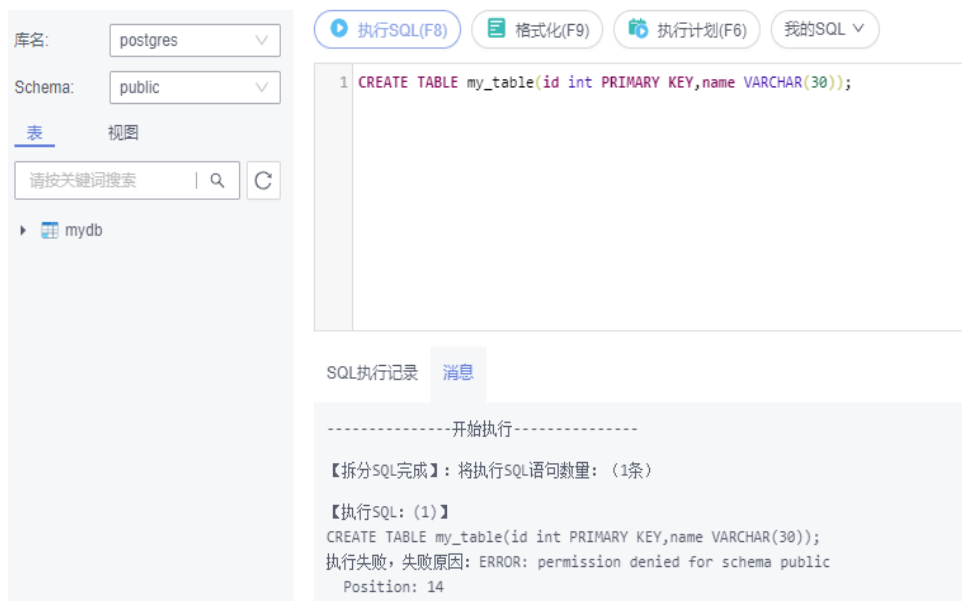 库名:
postgres
Schema:
public
表
视图
请按关键词搜索
mydb
执行SQL(F8)
格式化(F9)
执行计划(F6)
我的SQL
1 CREATE TABLE my_table(id int PRIMARY KEY,name VARCHAR(30));
SQL执行记录
消息
---------------开始执行---------------
【拆分SQL完成】: 将执行SQL语句数量: (1条)
【执行SQL: (1)】
CREATE TABLE my_table(id int PRIMARY KEY,name VARCHAR(30));
执行失败, 失败原因: ERROR: permission denied for schema public
Position: 14